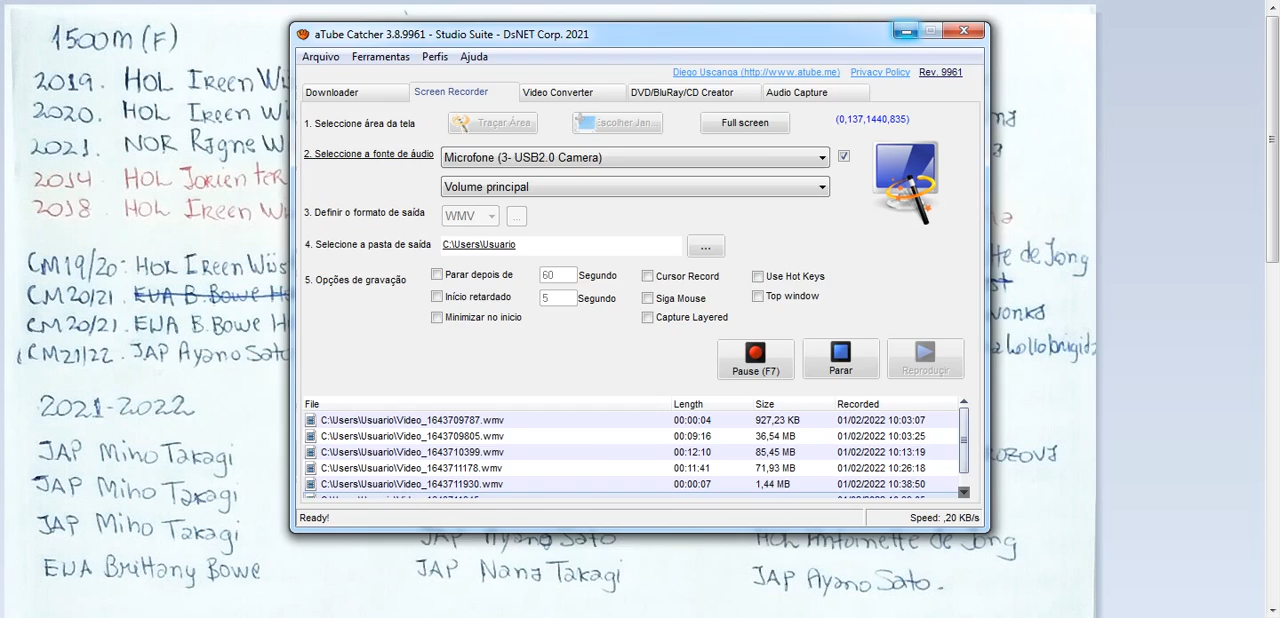 1500m (F)
2019. HOL Ireen Wü
2020. HOL Ireen Wi
2021. NOR Ragne W
2014 HOL Jorien ter
2018. HOL Ireen Wü
CM19/20: HOL Ireen Wüs
te de Jong
CM20/21. EUA B. Bowe H
st
CM20/21. EUA B. Bowe H
CM21/22. JAP Ayano Sato
a Lollobrigid
2021-2022
JAP Miho Takagi
JAP Miho Takagi
JAP Miho Takagi
JAP Ayano Sato
HOL Antoinette de Jong
EUA Brittany Bowe
JAP Nana Takagi
JAP Ayano Sato.
aTube Catcher 3.8.9961 - Studio Suite - DsNET Corp. 2021
Arquivo Ferramentas Perfis Ajuda
Diego Uscanga (http://www.atube.me) Privacy Policy Rev. 9961
Downloader Screen Recorder Video Converter DVD/BluRay/CD Creator Audio Capture
1. Seleccione área da tela Traçar Área Escolher Jan... Full screen (0,137,1440,835)
2. Seleccione a fonte de áudio Microfone (3- USB2.0 Camera)
Volume principal
3. Definir o formato de saída WMV ...
4. Selecione a pasta de saída C:\Users\Usuario ...
5. Opções de gravação
Parar depois de 60 Segundo Cursor Record Use Hot Keys
Início retardado 5 Segundo Siga Mouse Top window
Minimizar no inicio Capture Layered
Pause (F7) Parar Reproduçir
File Length Size Recorded
C:\Users\Usuario\Video_1643709787.wmv 00:00:04 927,23 KB 01/02/2022 10:03:07
C:\Users\Usuario\Video_1643709805.wmv 00:09:16 36,54 MB 01/02/2022 10:03:25
C:\Users\Usuario\Video_1643710399.wmv 00:12:10 85,45 MB 01/02/2022 10:13:19
C:\Users\Usuario\Video_1643711178.wmv 00:11:41 71,93 MB 01/02/2022 10:26:18
C:\Users\Usuario\Video_1643711930.wmv 00:00:07 1,44 MB 01/02/2022 10:38:50
Ready! Speed: ,20 KB/s